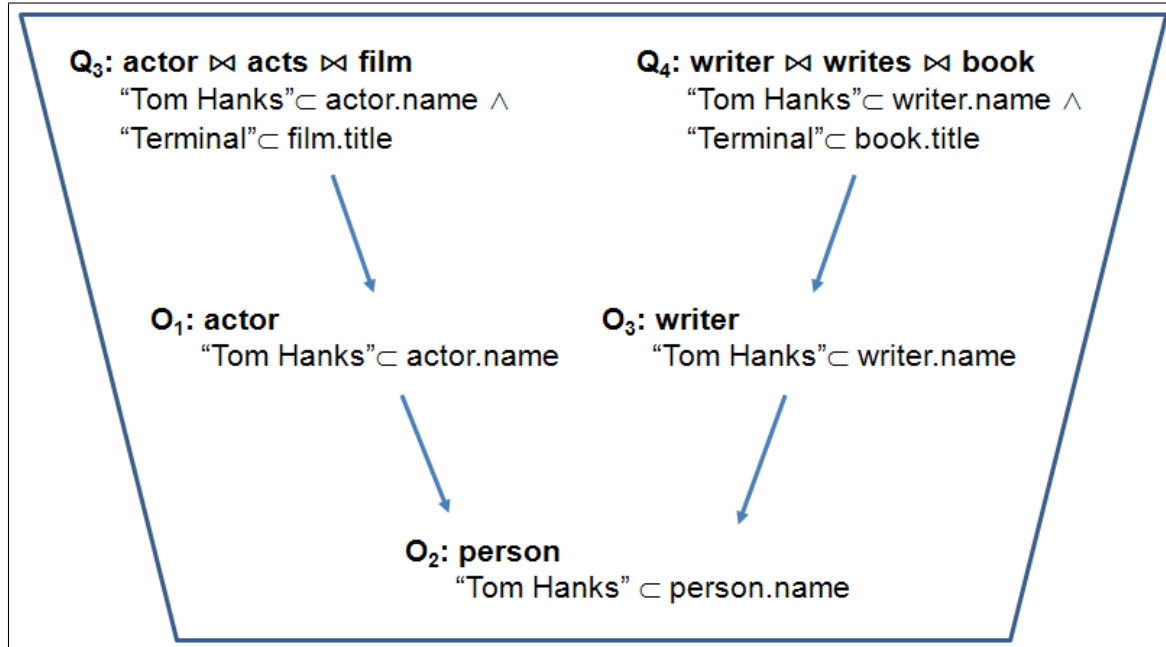 Q₃: actor ⋈ acts ⋈ film
“Tom Hanks”⊂ actor.name ∧
“Terminal”⊂ film.title
Q₄: writer ⋈ writes ⋈ book
“Tom Hanks”⊂ writer.name ∧
“Terminal”⊂ book.title
O₁: actor
“Tom Hanks”⊂ actor.name
O₃: writer
“Tom Hanks”⊂ writer.name
O₂: person
“Tom Hanks” ⊂ person.name